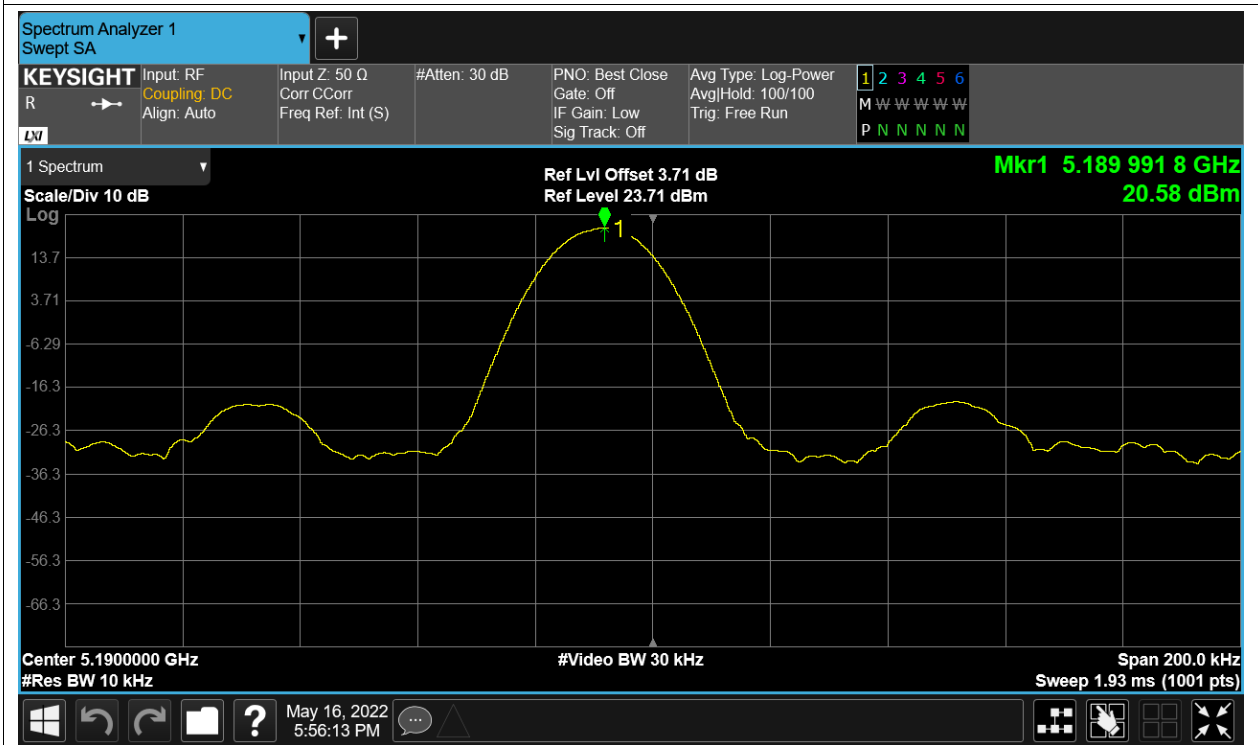 Spectrum Analyzer 1
Swept SA
KEYSIGHT
R
LXI
Input: RF
Coupling: DC
Align: Auto
Input Z: 50 Ω
Corr CCorr
Freq Ref: Int (S)
#Atten: 30 dB
PNO: Best Close
Gate: Off
IF Gain: Low
Sig Track: Off
Avg Type: Log-Power
Avg|Hold: 100/100
Trig: Free Run
1 2 3 4 5 6
M W W W W W
P N N N N N
1 Spectrum
Scale/Div 10 dB
Log
Ref Lvl Offset 3.71 dB
Ref Level 23.71 dBm
Mkr1 5.189 991 8 GHz
20.58 dBm
1
13.7
3.71
-6.29
-16.3
-26.3
-36.3
-46.3
-56.3
-66.3
Center 5.1900000 GHz
#Res BW 10 kHz
#Video BW 30 kHz
Span 200.0 kHz
Sweep 1.93 ms (1001 pts)
?
May 16, 2022
5:56:13 PM